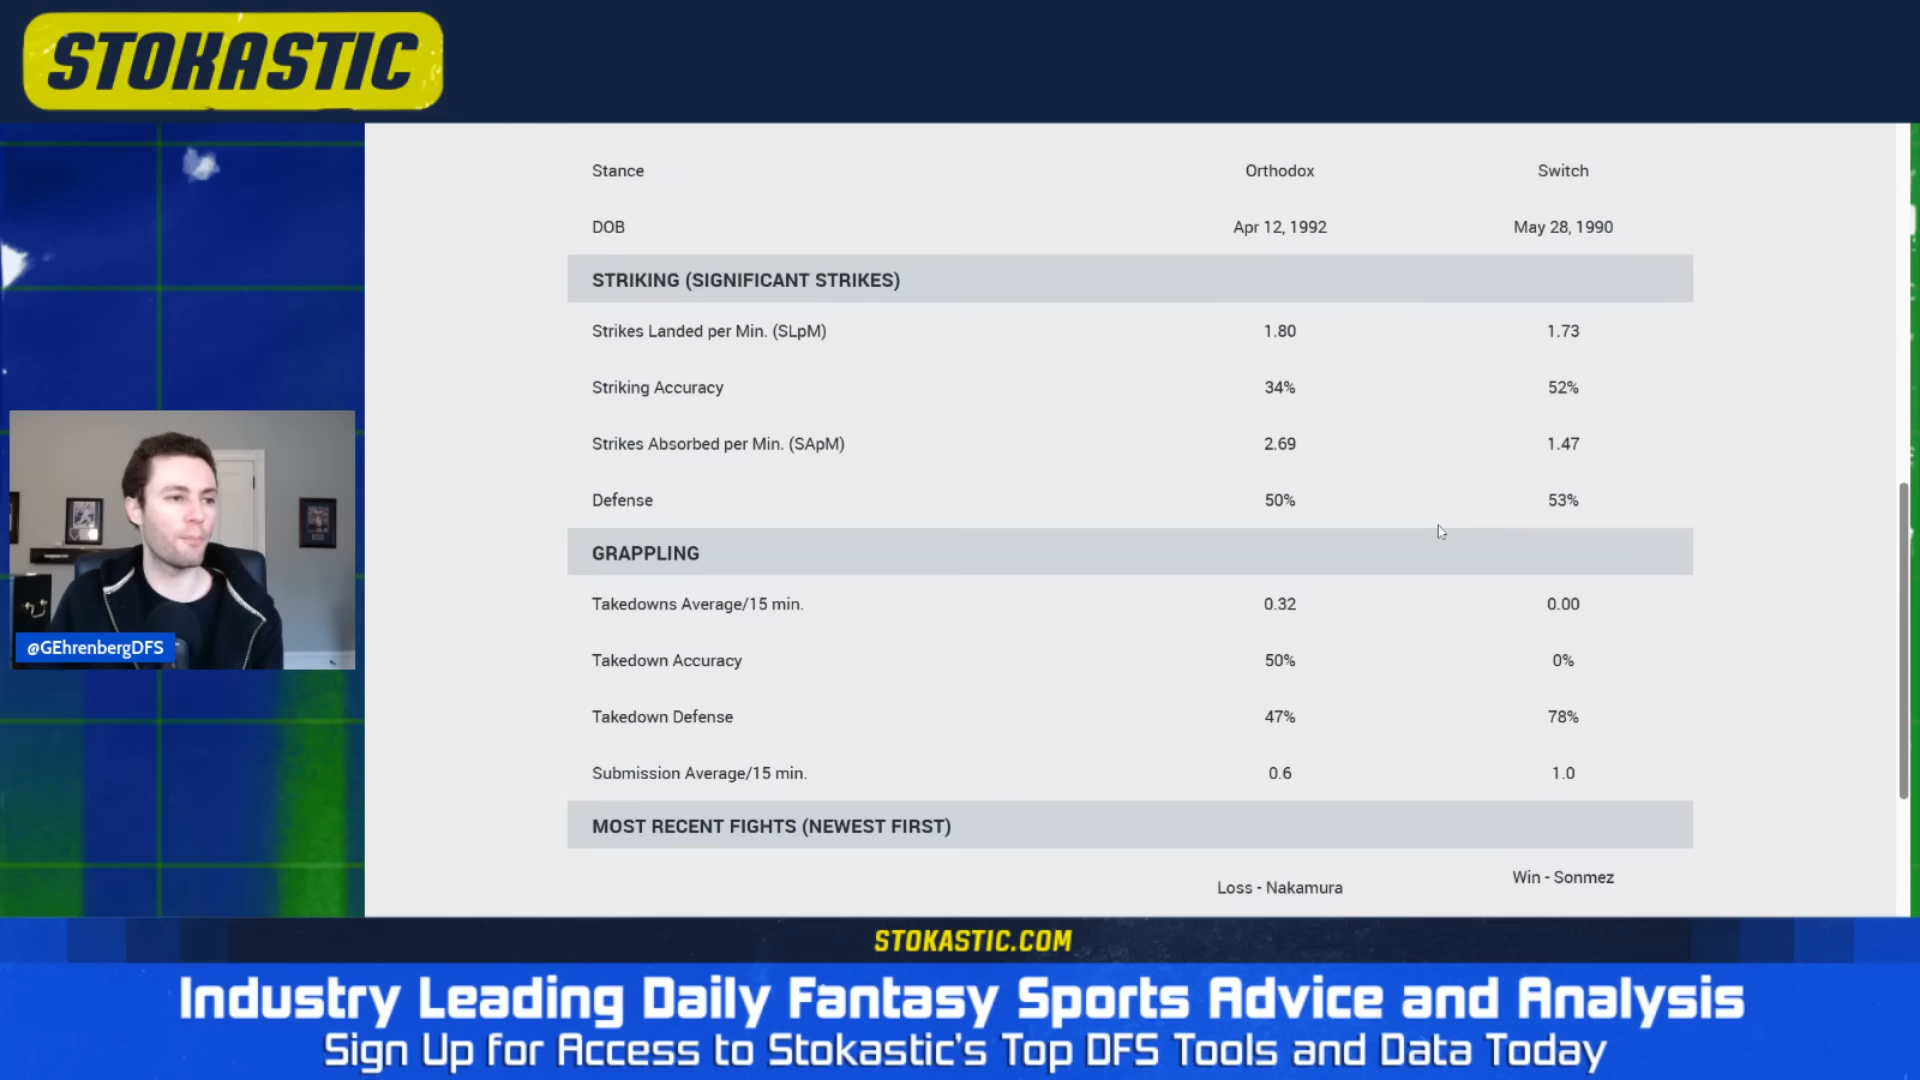 STOKASTIC
Stance Orthodox Switch
DOB Apr 12, 1992 May 28, 1990
STRIKING (SIGNIFICANT STRIKES)
Strikes Landed per Min. (SLpM) 1.80 1.73
Striking Accuracy 34% 52%
Strikes Absorbed per Min. (SApM) 2.69 1.47
Defense 50% 53%
GRAPPLING
Takedowns Average/15 min. 0.32 0.00
Takedown Accuracy 50% 0%
Takedown Defense 47% 78%
Submission Average/15 min. 0.6 1.0
MOST RECENT FIGHTS (NEWEST FIRST)
Loss - Nakamura Win - Sonmez
@GEhrenbergDFS
STOKASTIC.COM
Industry Leading Daily Fantasy Sports Advice and Analysis
Sign Up for Access to Stokastic's Top DFS Tools and Data Today